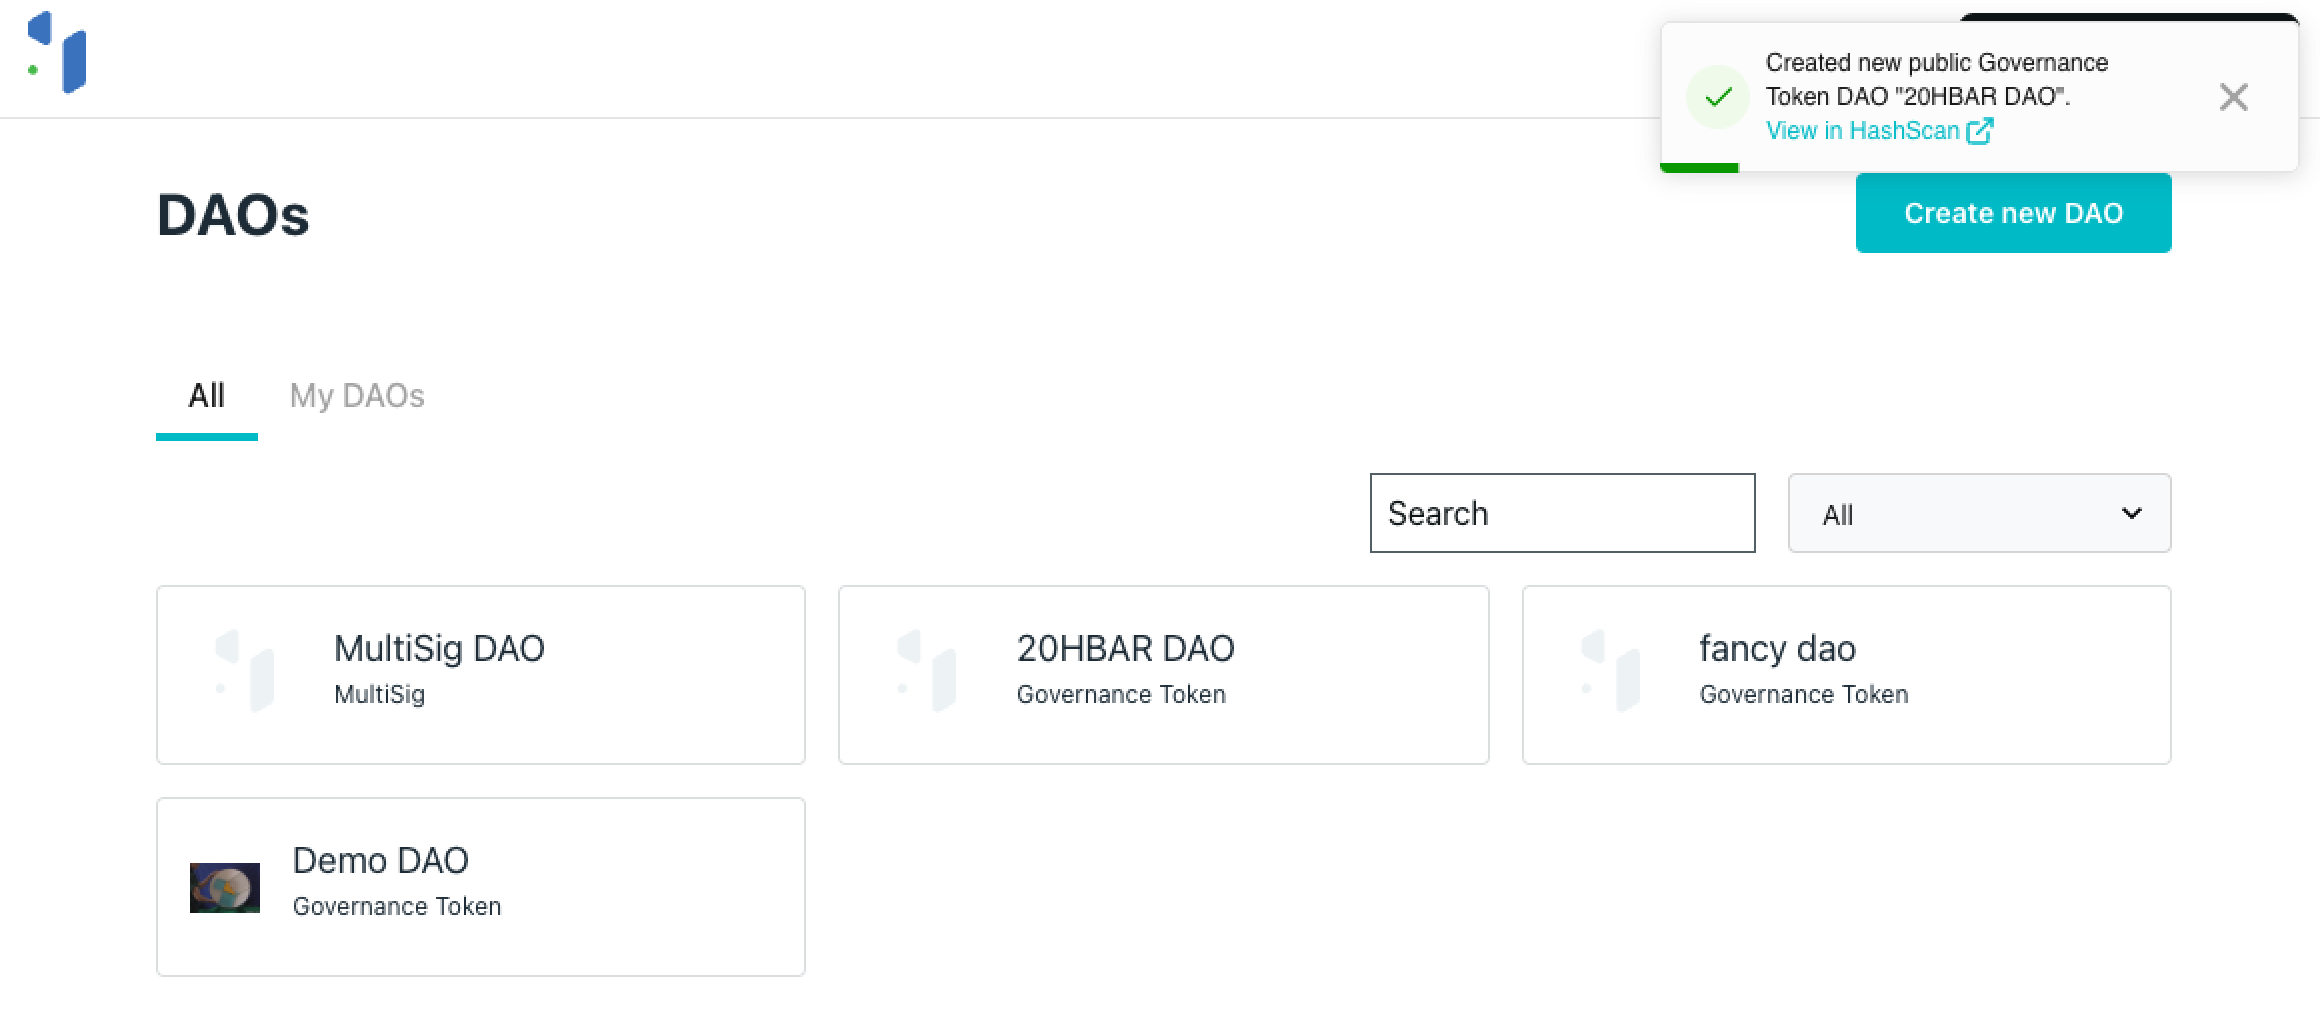 Created new public Governance
Token DAO "20HBAR DAO".
View in HashScan
DAOs
Create new DAO
All
My DAOs
Search
All
MultiSig DAO
MultiSig
20HBAR DAO
Governance Token
fancy dao
Governance Token
Demo DAO
Governance Token